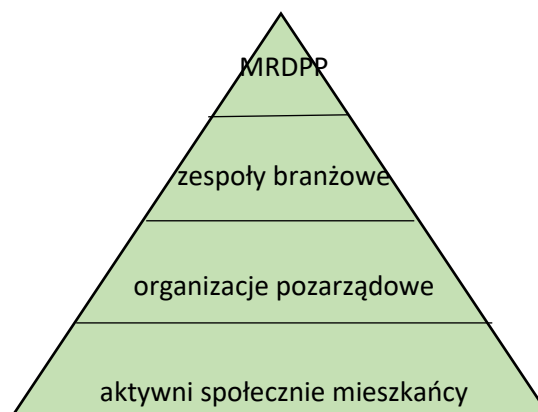 MRDPP
zespoły branżowe
organizacje pozarządowe
aktywni społecznie mieszkańcy